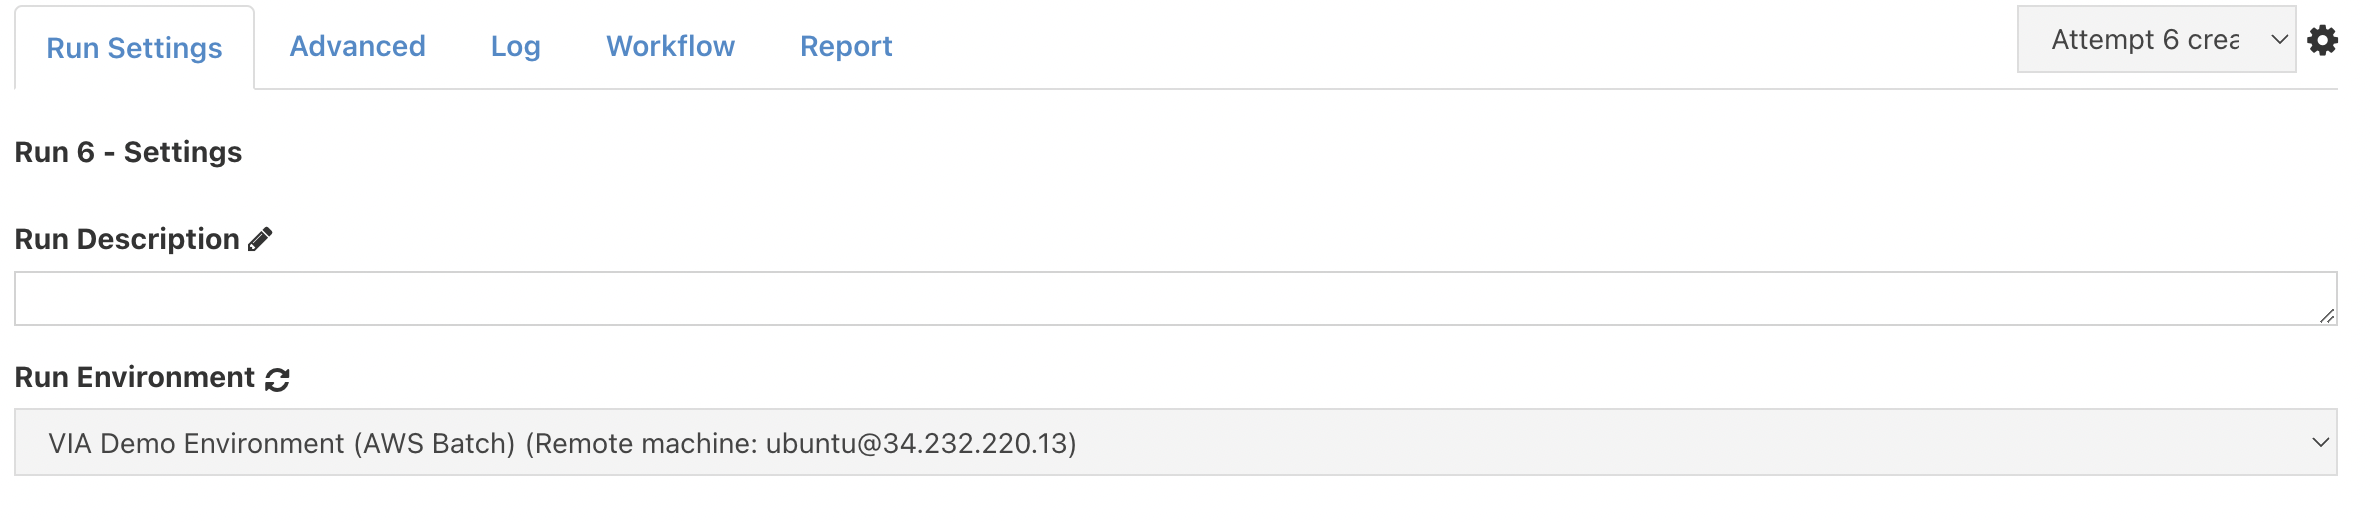 Run Settings Advanced Log Workflow Report Attempt 6
Run 6 - Settings
Run Description
Run Environment
VIA Demo Environment (AWS Batch) (Remote machine: ubuntu@34.232.220.13)